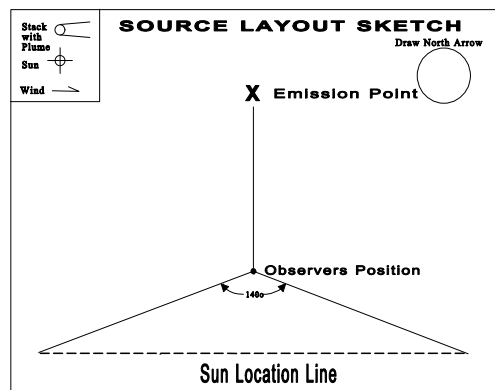 SOURCE LAYOUT SKETCH
Stack
with
Plume
Sun
Wind
Draw North Arrow
X Emission Point
Observers Position
140o
Sun Location Line